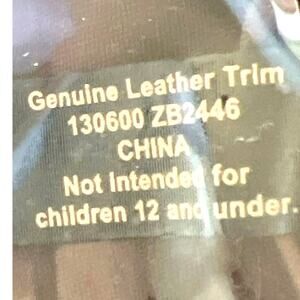 Genuine Leather Trim
130600 ZB2446
CHINA
Not Intended for
children 12 and under.